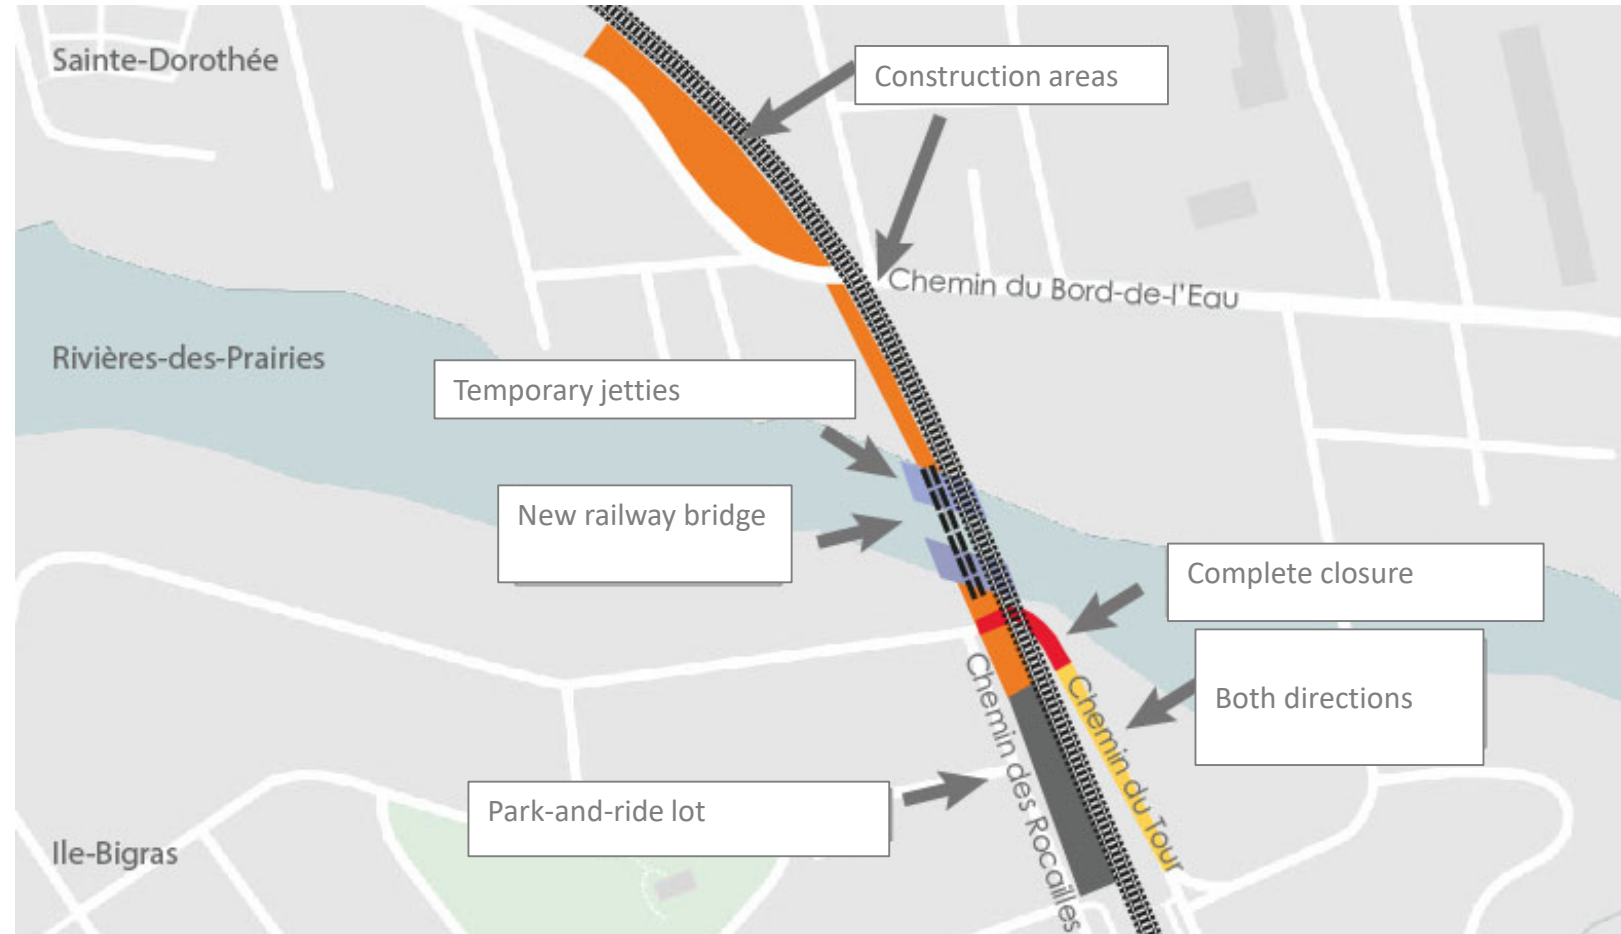 Sainte-Dorothée
Construction areas
Chemin du Bord-de-l'Eau
Rivières-des-Prairies
Temporary jetties
New railway bridge
Complete closure
Both directions
Chemin des Rocailles
Chemin du Tour
Park-and-ride lot
Ile-Bigras